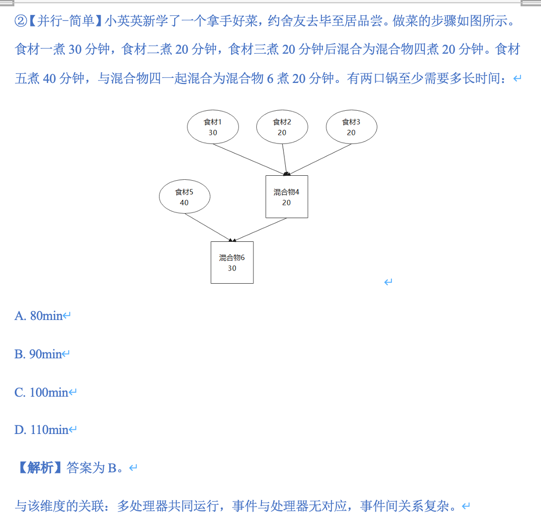 ②【并行-简单】小英英新学了一个拿手好菜，约舍友去毕至居品尝。做菜的步骤如图所示。
食材一煮 30 分钟，食材二煮 20 分钟，食材三煮 20 分钟后混合为混合物四煮 20 分钟。食材
五煮 40 分钟，与混合物四一起混合为混合物 6 煮 20 分钟。有两口锅至少需要多长时间：
食材1
30
食材2
20
食材3
20
食材5
40
混合物4
20
混合物6
30
A. 80min
B. 90min
C. 100min
D. 110min
【解析】答案为 B。
与该维度的关联：多处理器共同运行，事件与处理器无对应，事件间关系复杂。